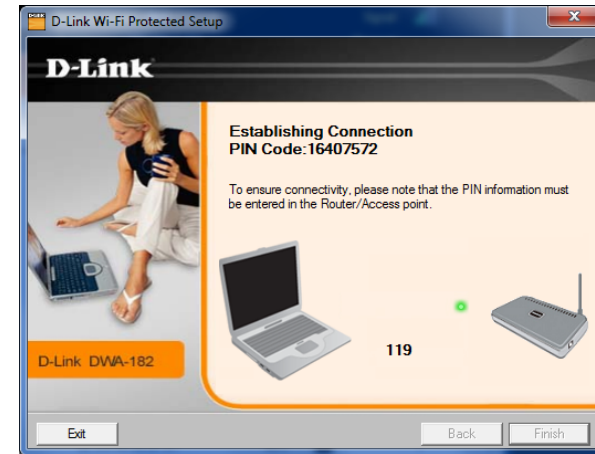 D-Link Wi-Fi Protected Setup
D-Link
Establishing Connection
PIN Code:16407572
To ensure connectivity, please note that the PIN information must
be entered in the Router/Access point.
119
D-Link DWA-182
Exit
Back
Finish